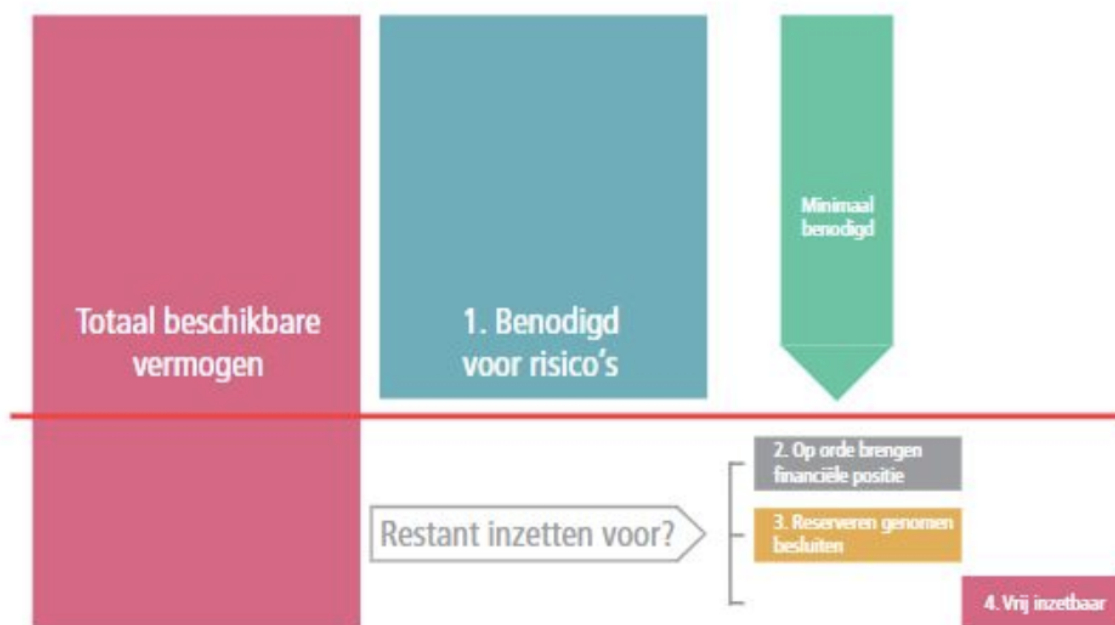 Totaal beschikbare
vermogen
1. Benodigd
voor risico's
Minimaal
benodigd
Restant inzetten voor?
2. Op orde brengen
financiële positie
3. Reserveren genomen
besluiten
4. Vrij inzetbaar